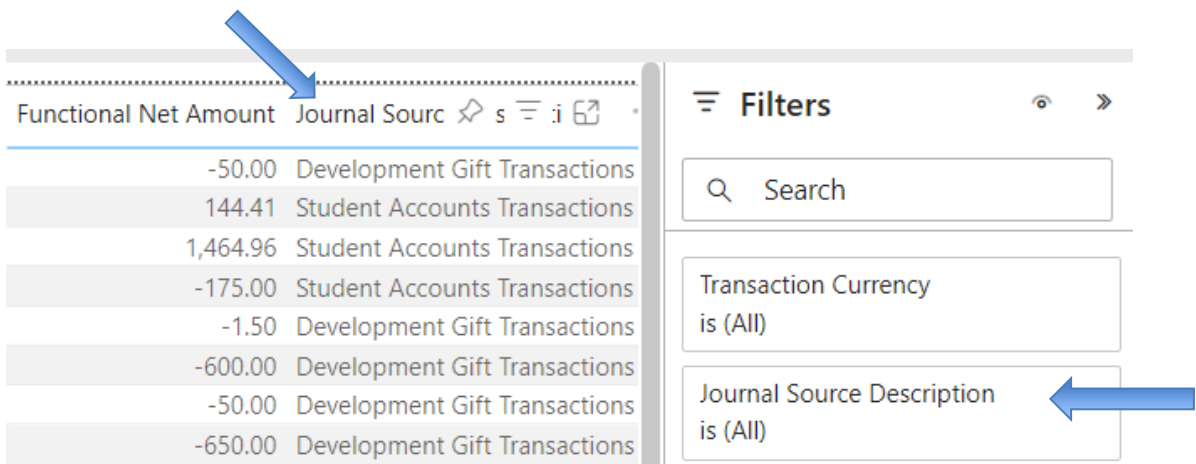 Functional Net Amount Journal Sourc s :i
-50.00 Development Gift Transactions
144.41 Student Accounts Transactions
1,464.96 Student Accounts Transactions
-175.00 Student Accounts Transactions
-1.50 Development Gift Transactions
-600.00 Development Gift Transactions
-50.00 Development Gift Transactions
-650.00 Development Gift Transactions
Filters
Search
Transaction Currency
is (All)
Journal Source Description
is (All)